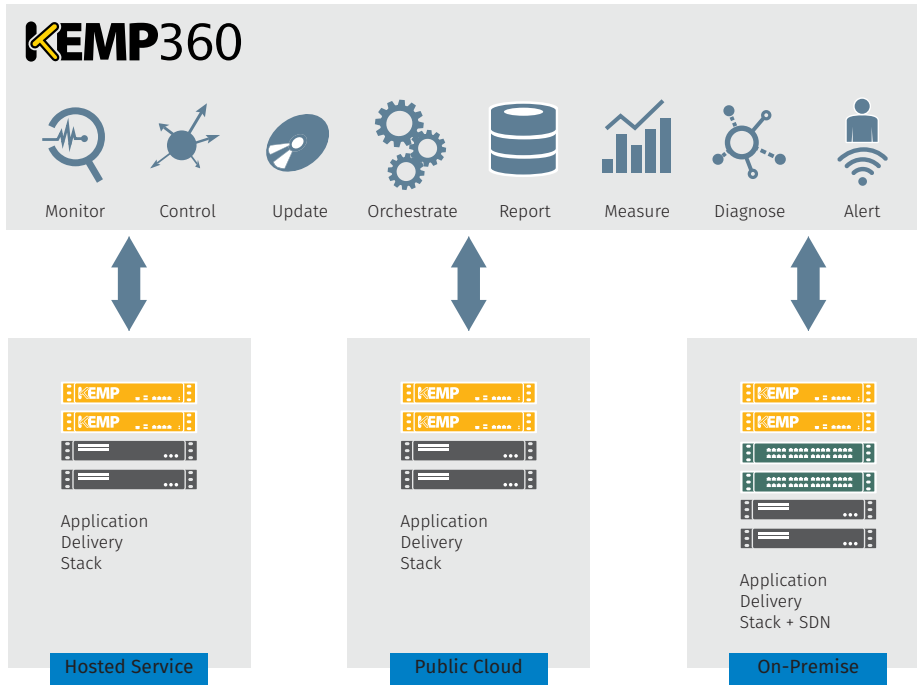 KEMP360
Monitor
Control
Update
Orchestrate
Report
Measure
Diagnose
Alert
KEMP
KEMP
Application
Delivery
Stack
Hosted Service
KEMP
KEMP
Application
Delivery
Stack
Public Cloud
KEMP
KEMP
Application
Delivery
Stack + SDN
On-Premise